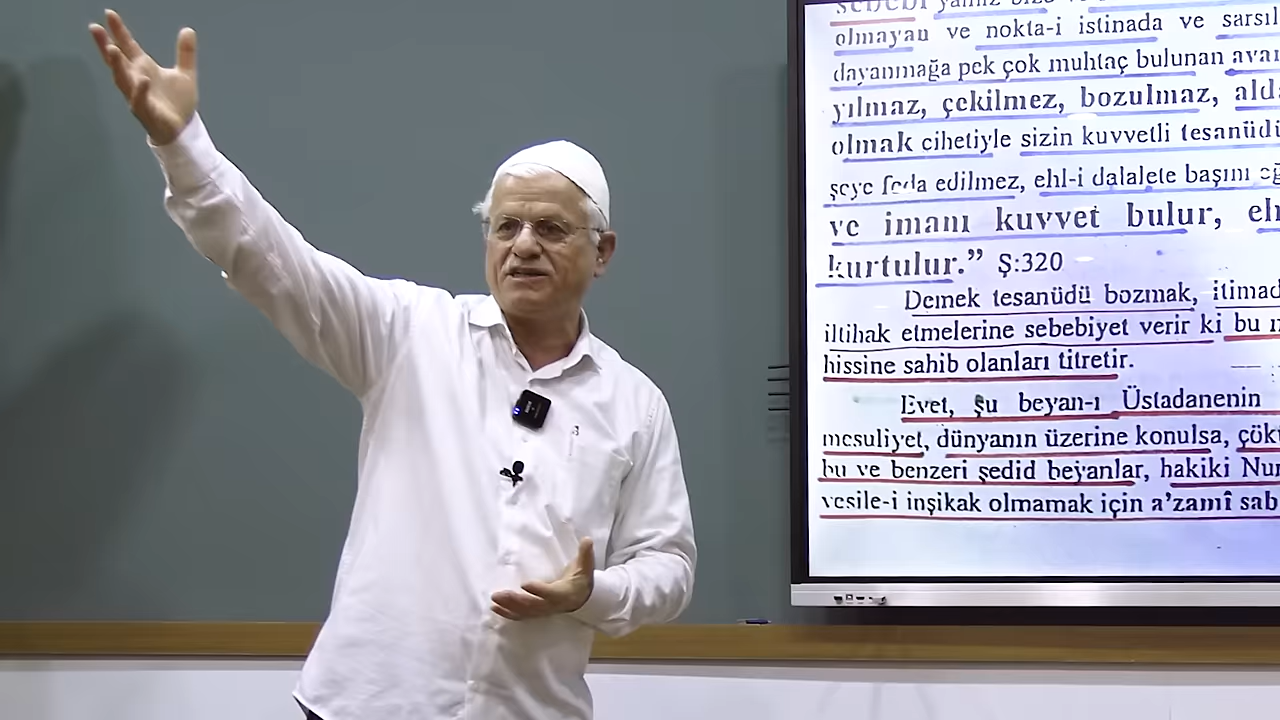 olmayan ve nokta-i istinada ve
dayanmağa pek çok muhtaç bulunan
yılmaz, çekilmez, bozulmaz,
olmak cihetiyle sizin kuvvetli
şeye feda edilmez, ehl-i dalalete başını
ve imanı kuvvet bulur,
kurtulur.” Ş:320
Demek tesanüdü bozmak,
iltihak etmelerine sebebiyet verir ki bu
hissine sahib olanları titretir.
Evet, şu beyan-ı Üstadanenin
mesuliyet, dünyanın üzerine konulsa,
bu ve benzeri şedid beyanlar, hakiki
vesile-i inşikak olmamak için a’zamî